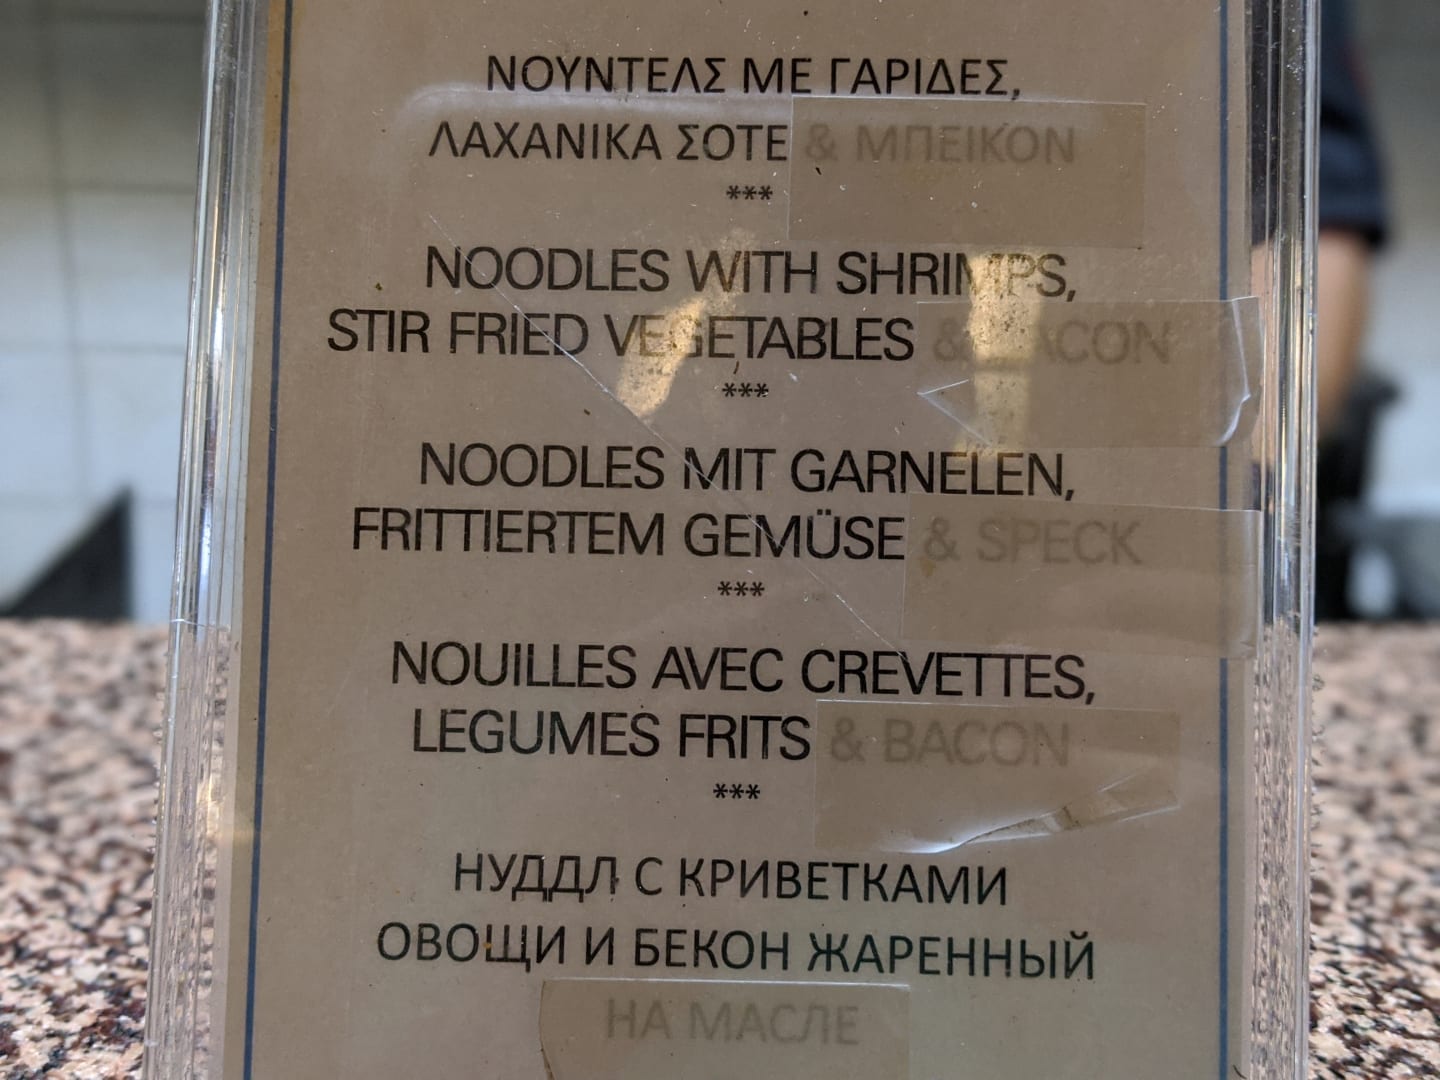 ΝΟΥΝΤΕΛΣ ΜΕ ΓΑΡΙΔΕΣ,
ΛΑΧΑΝΙΚΑ ΣΟΤΕ & ΜΠΕΙΚΟΝ
***
NOODLES WITH SHRIMPS,
STIR FRIED VEGETABLES & BACON
***
NOODLES MIT GARNELEN,
FRITTIERTEM GEMÜSE & SPECK
***
NOUILLES AVEC CREVETTES,
LEGUMES FRITS & BACON
***
НУДДЛ С КРИВЕТКАМИ
ОВОЩИ И БЕКОН ЖАРЕННЫЙ
НА МАСЛЕ